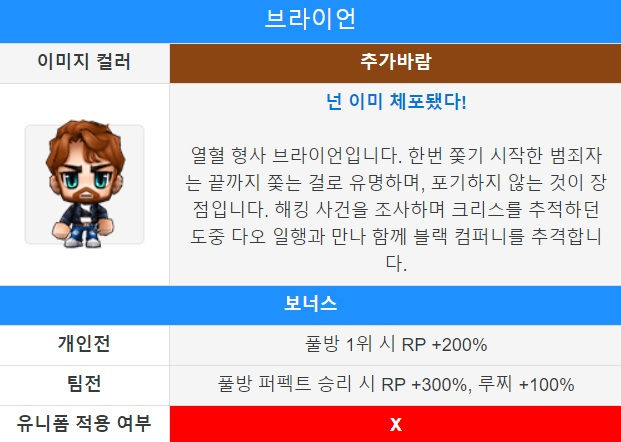 브라이언
이미지 컬러
추가바람
넌 이미 체포됐다!
열혈 형사 브라이언입니다. 한번 쫓기 시작한 범죄자
는 끝까지 쫓는 걸로 유명하며, 포기하지 않는 것이 장
점입니다. 해킹 사건을 조사하며 크리스를 추적하던
도중 다오 일행과 만나 함께 블랙 컴퍼니를 추격합니
다.
보너스
개인전
풀방 1위 시 RP +200%
팀전
풀방 퍼펙트 승리 시 RP +300%, 루찌 +100%
유니폼 적용 여부
X